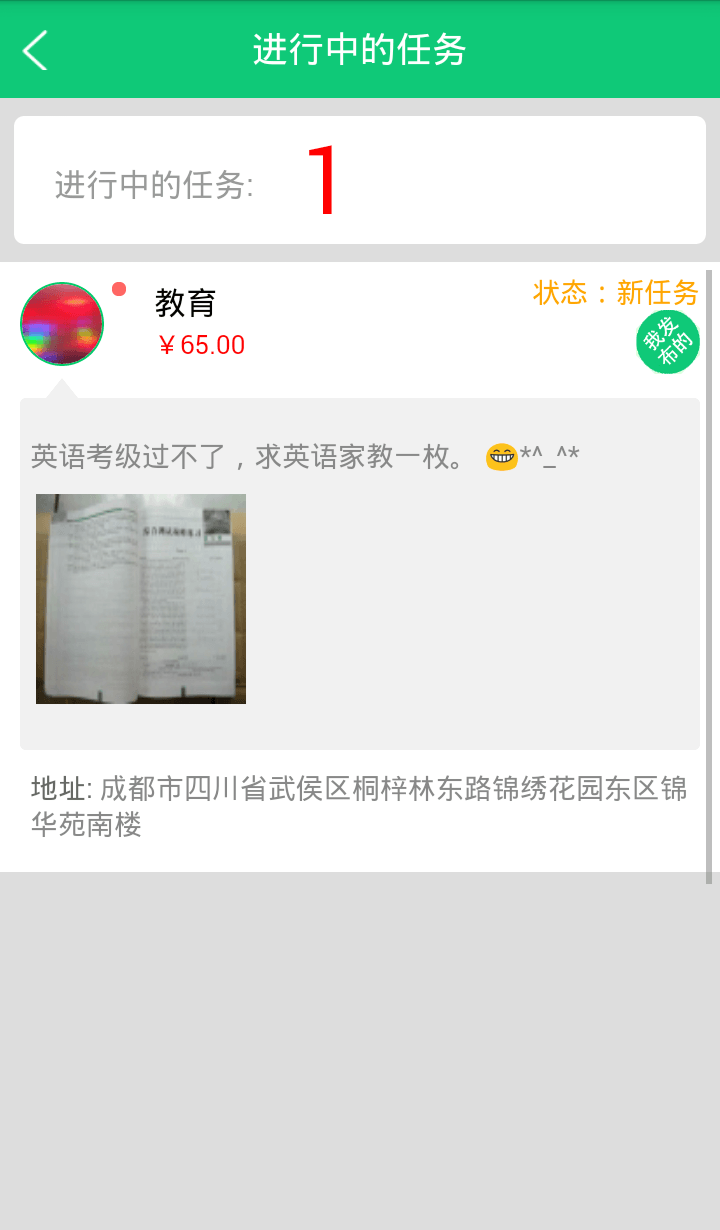 进行中的任务
进行中的任务: 1
教育
状态：新任务
￥65.00
我发
布的
英语考级过不了，求英语家教一枚。 😁*^_^*
地址: 成都市四川省武侯区桐梓林东路锦绣花园东区锦
华苑南楼